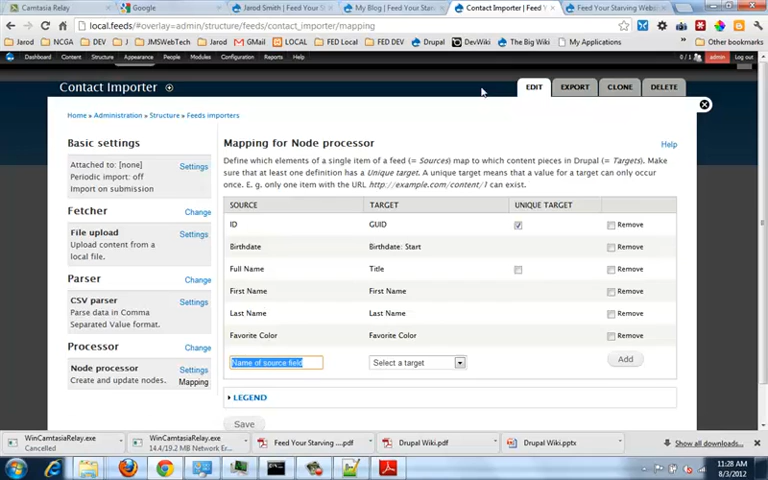 Camtasia Relay
Google
Jarod Smith | Feed Your S
My Blog | Feed Your Starv
Contact Importer | Feed Y
Feed Your Starving Webs
local.feeds/#overlay=admin/structure/feeds/contact_importer/mapping
Jarod
NCGA
DEV
J
JMSWebTech
GMail
LOCAL
FED Local
FED DEV
Drupal
DevWiki
The Big Wiki
My Applications
Other bookmarks
Dashboard
Content
Structure
Appearance
People
Modules
Configuration
Reports
Help
0 / 1
admin
Log out
Contact Importer
EDIT
EXPORT
CLONE
DELETE
Home » Administration » Structure » Feeds importers
Basic settings
Attached to: [none]
Settings
Periodic import: off
Import on submission
Fetcher
Change
File upload
Settings
Upload content from a
local file.
Parser
Change
CSV parser
Settings
Parse data in Comma
Separated Value format.
Processor
Change
Node processor
Settings
Create and update nodes.
Mapping
Mapping for Node processor
Help
Define which elements of a single item of a feed (= Sources) map to which content pieces in Drupal (= Targets). Make
sure that at least one definition has a Unique target. A unique target means that a value for a target can only occur
once. E. g. only one item with the URL http://example.com/content/1 can exist.
SOURCE TARGET UNIQUE TARGET
ID GUID Remove
Birthdate Birthdate: Start Remove
Full Name Title Remove
First Name First Name Remove
Last Name Last Name Remove
Favorite Color Favorite Color Remove
Name of source field Select a target Add
LEGEND
Save
WinCamtasiaRelay.exe
Cancelled
WinCamtasiaRelay.exe
14.4/19.2 MB Network Er...
Feed Your Starving ....pdf
Drupal Wiki.pdf
Drupal Wiki.pptx
Show all downloads...
11:28 AM
8/3/2012